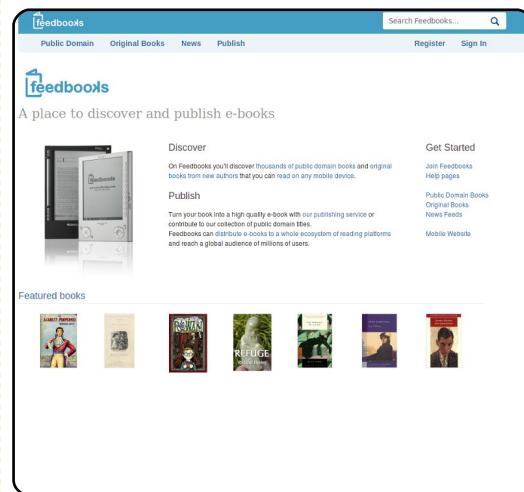 feedbooks
Search Feedbooks...
Public Domain Original Books News Publish Register Sign In
feedbooks
A place to discover and publish e-books
Discover
On Feedbooks you'll discover thousands of public domain books and original
books from new authors that you can read on any mobile device.
Publish
Turn your book into a high quality e-book with our publishing service or
contribute to our collection of public domain titles.
Feedbooks can distribute e-books to a whole ecosystem of reading platforms
and reach a global audience of millions of users.
Get Started
Join Feedbooks
Help pages
Public Domain Books
Original Books
News Feeds
Mobile Website
Featured books
SCARLET PIMPERNEL
REFUGE